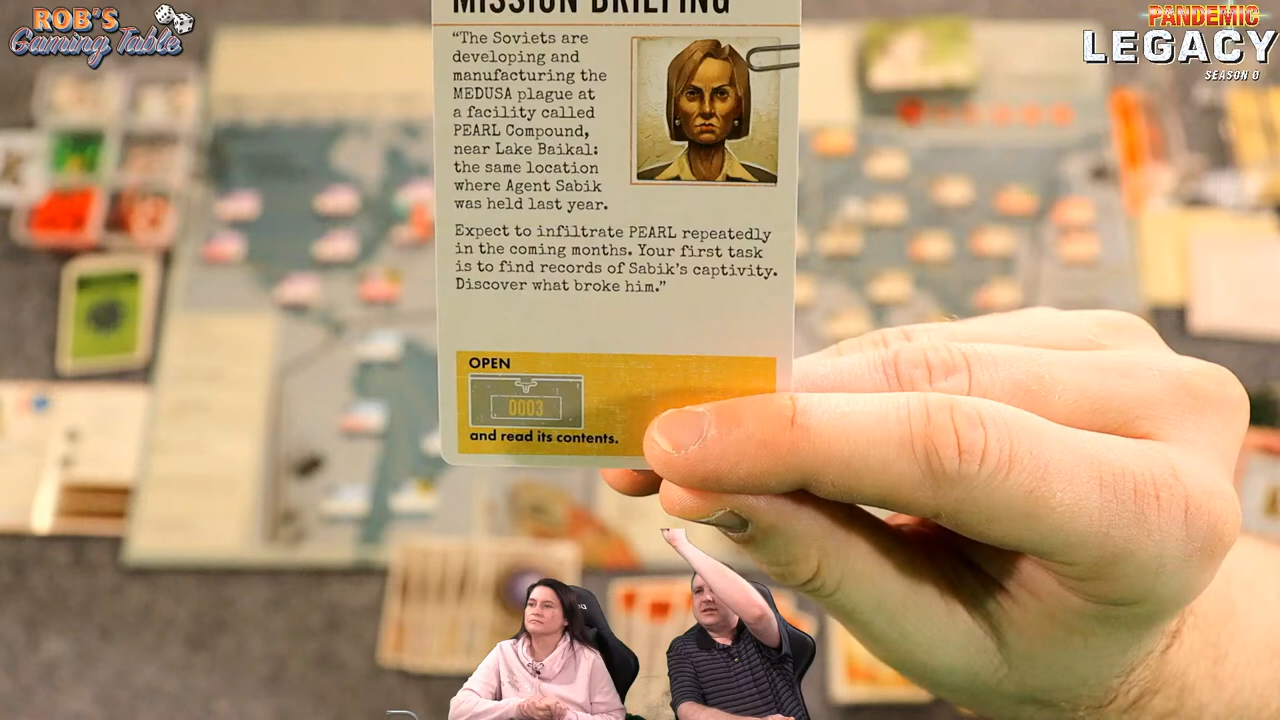 ROB'S
Gaming Table
PANDEMIC
LEGACY
SEASON 0
MISSION BRIEFING
“The Soviets are
developing and
manufacturing the
MEDUSA plague at
a facility called
PEARL Compound,
near Lake Baikal:
the same location
where Agent Sabik
was held last year.
Expect to infiltrate PEARL repeatedly
in the coming months. Your first task
is to find records of Sabik's captivity.
Discover what broke him.”
OPEN
0003
and read its contents.